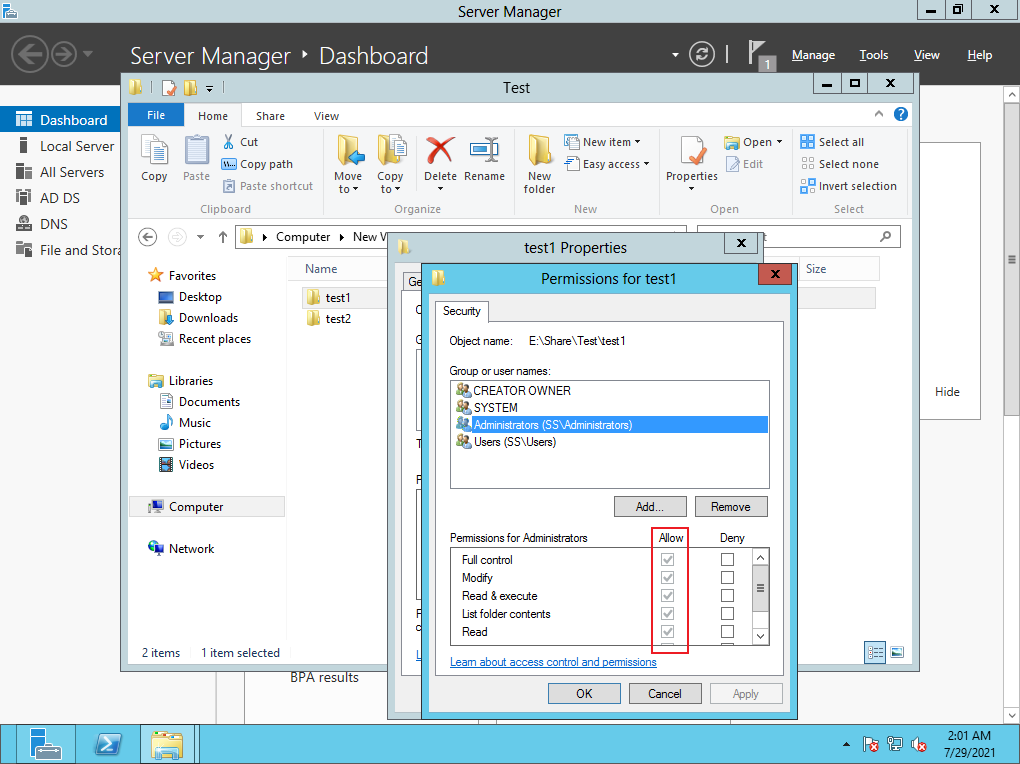 Server Manager
Server Manager ‣ Dashboard
1
Manage Tools View Help
Dashboard
Local Server
All Servers
AD DS
DNS
File and Stora
Test
File Home Share View
Copy
Paste
Cut
Copy path
Paste shortcut
Clipboard
Move to
Copy to
Delete
Rename
Organize
New folder
New item
Easy access
New
Properties
Open
Edit
Open
Select all
Select none
Invert selection
Select
Computer New V
Favorites
Desktop
Downloads
Recent places
Libraries
Documents
Music
Pictures
Videos
Computer
Network
Name
Size
test1
test2
2 items 1 item selected
Hide
BPA results
test1 Properties
Ge
Permissions for test1
Security
Object name: E:\Share\Test\test1
Group or user names:
CREATOR OWNER
SYSTEM
Administrators (SS\Administrators)
Users (SS\Users)
Add... Remove
Permissions for Administrators Allow Deny
Full control
Modify
Read & execute
List folder contents
Read
Learn about access control and permissions
OK Cancel Apply
2:01 AM
7/29/2021